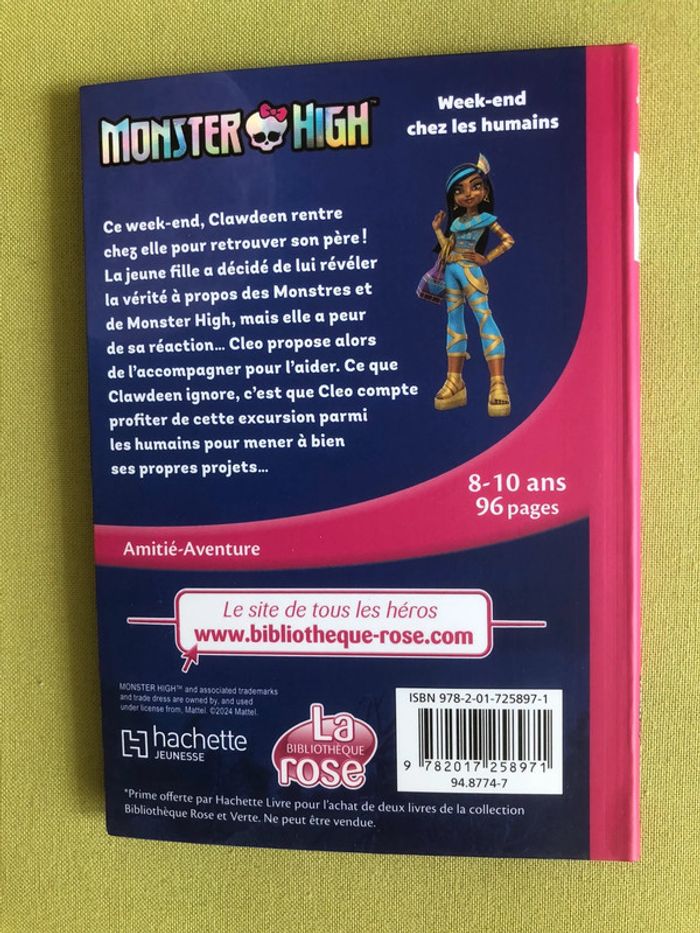 MONSTER HIGH™
Week-end
chez les humains
Ce week-end, Clawdeen rentre
chez elle pour retrouver son père !
La jeune fille a décidé de lui révéler
la vérité à propos des Monstres et
de Monster High, mais elle a peur
de sa réaction... Cleo propose alors
de l'accompagner pour l'aider. Ce que
Clawdeen ignore, c'est que Cleo compte
profiter de cette excursion parmi
les humains pour mener à bien
ses propres projets...
8-10 ans
96 pages
Amitié-Aventure
Le site de tous les héros
www.bibliotheque-rose.com
MONSTER HIGH™ and associated trademarks
and trade dress are owned by, and used
under license from, Mattel. ©2024 Mattel.
hachette
JEUNESSE
La
BIBLIOTHÈQUE
rose
ISBN 978-2-01-725897-1
9 782017 258971
94.8774-7
*Prime offerte par Hachette Livre pour l'achat de deux livres de la collection
Bibliothèque Rose et Verte. Ne peut être vendue.